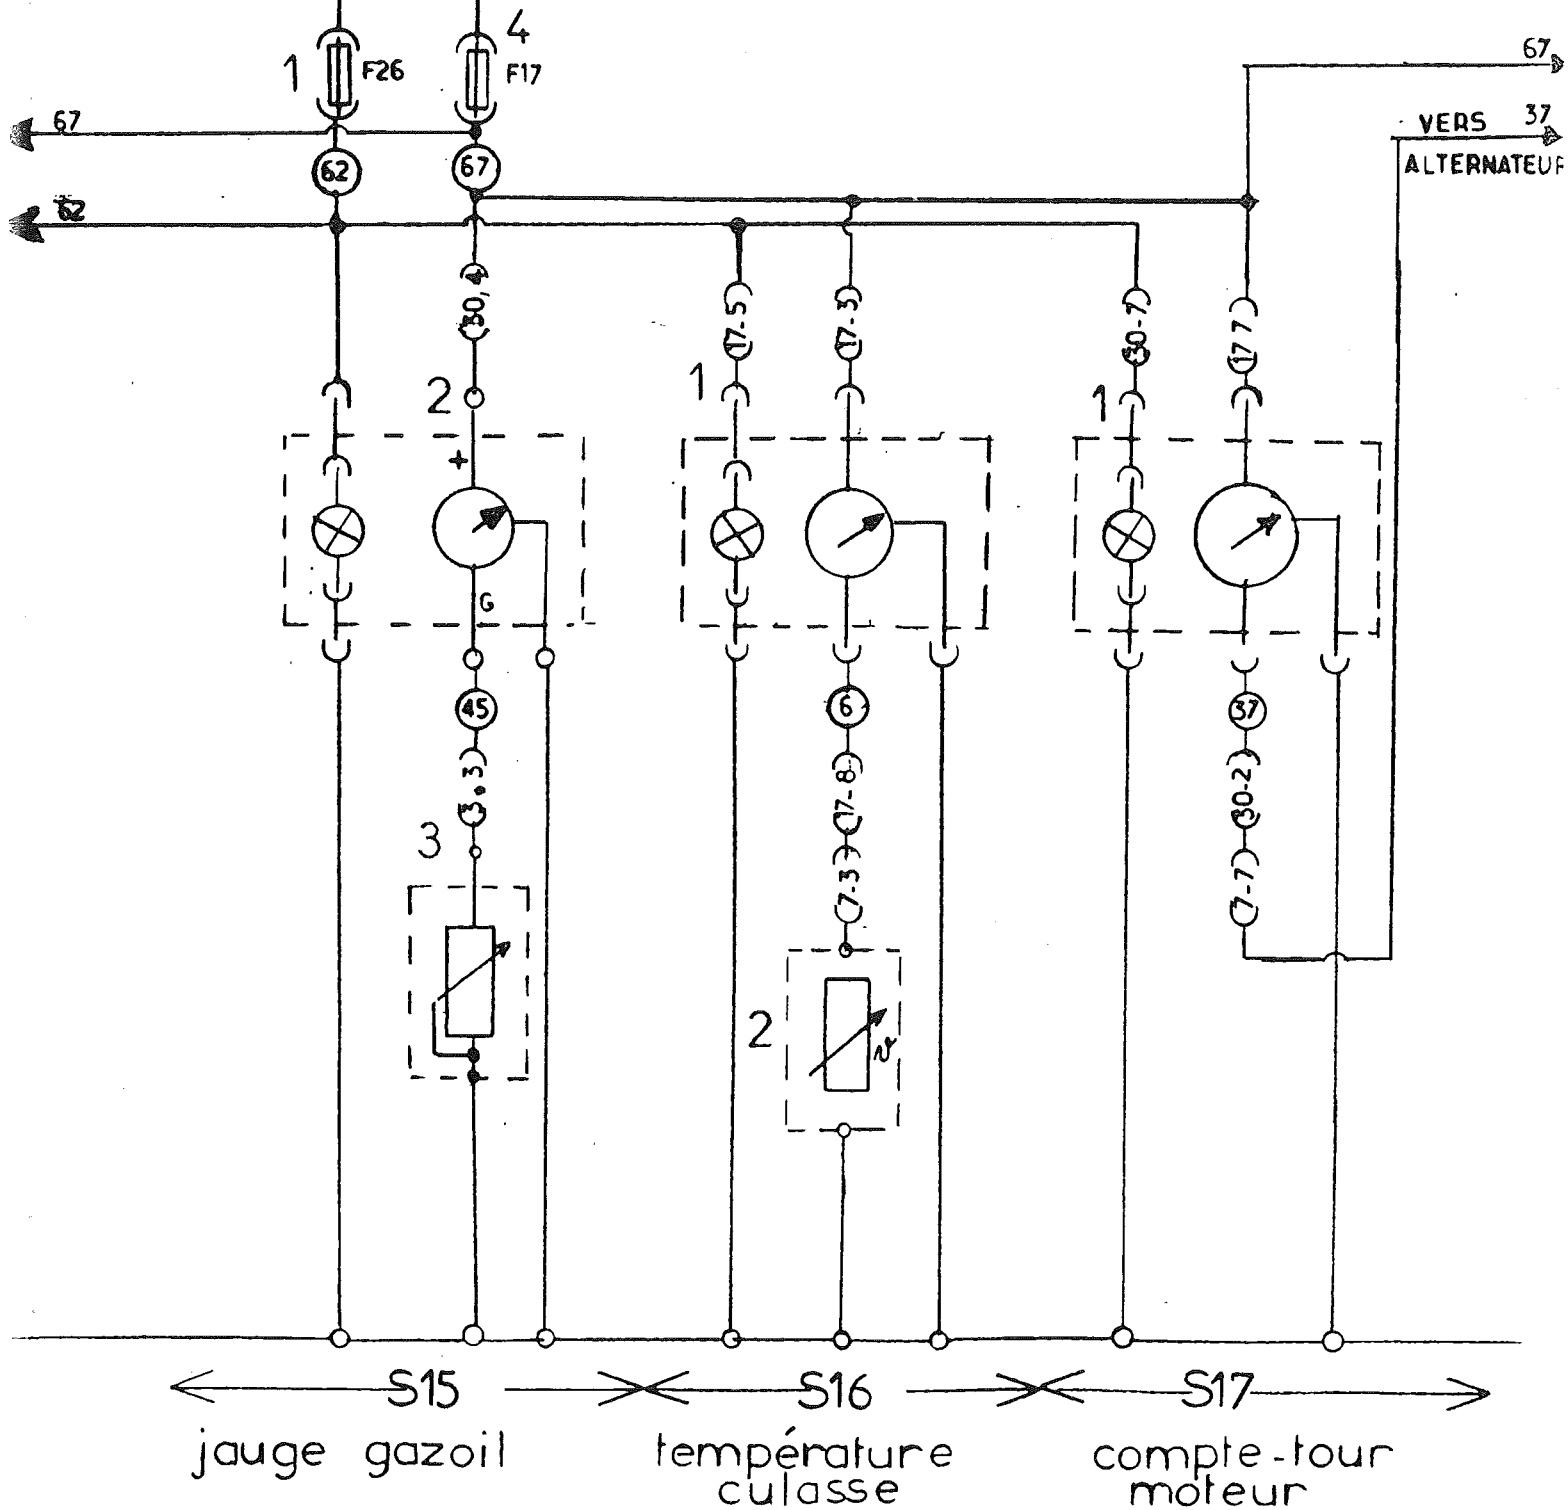 4
1
F26
F17
67
67
VERS
37
ALTERNATEUR
62
67
62
30,4
17-5
17-3
30-7
17 7
2
1
1
+
G
45
6
37
3.3
17-8
30-2
3
7-3
7-7
2
S15
S16
S17
jauge gazoil
température
culasse
compte-tour
moteur